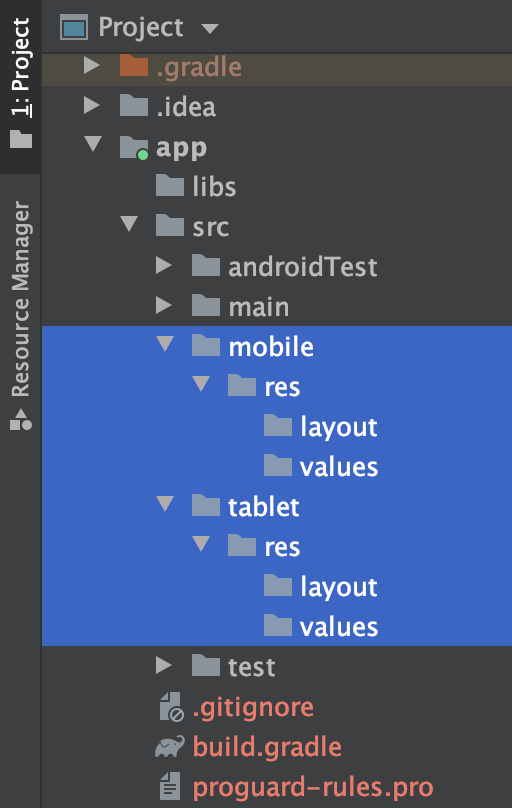 Project
1: Project
Resource Manager
.gradle
.idea
app
libs
src
androidTest
main
mobile
res
layout
values
tablet
res
layout
values
test
.gitignore
build.gradle
proguard-rules.pro